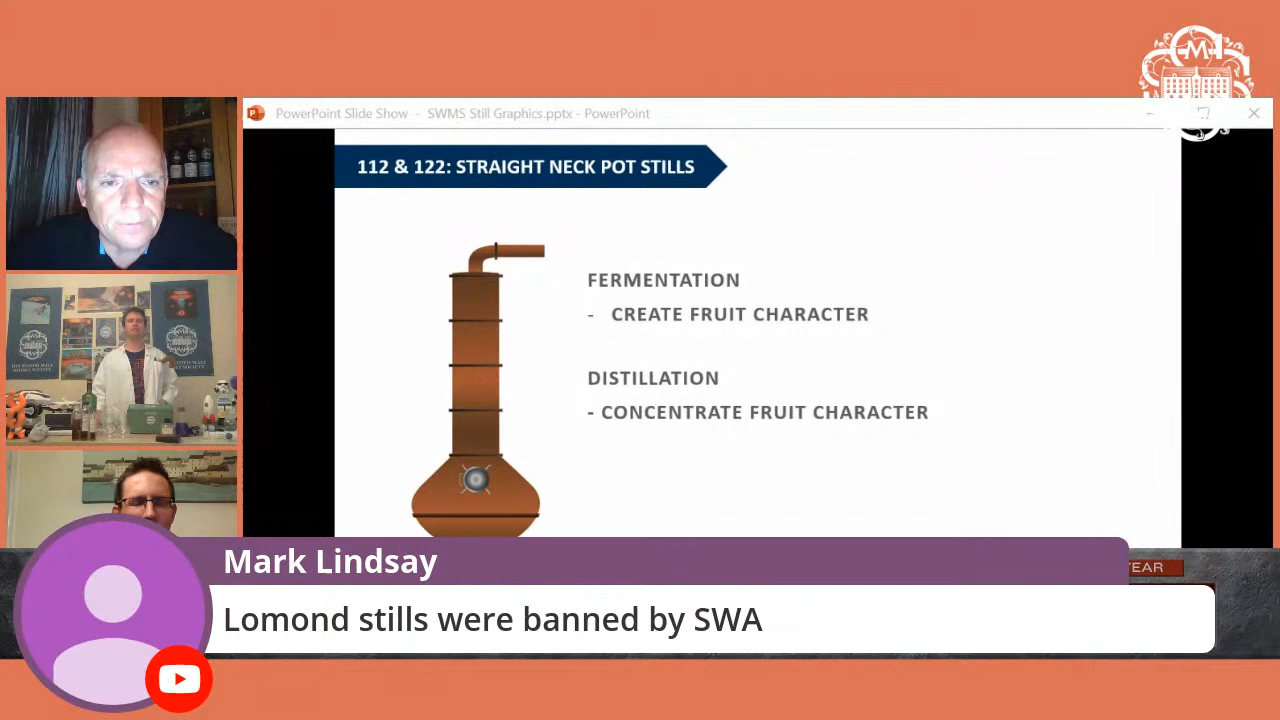 PowerPoint Slide Show - SWMS Still Graphics.pptx - PowerPoint
112 & 122: STRAIGHT NECK POT STILLS
FERMENTATION
- CREATE FRUIT CHARACTER
DISTILLATION
- CONCENTRATE FRUIT CHARACTER
YEAR
Mark Lindsay
Lomond stills were banned by SWA
M